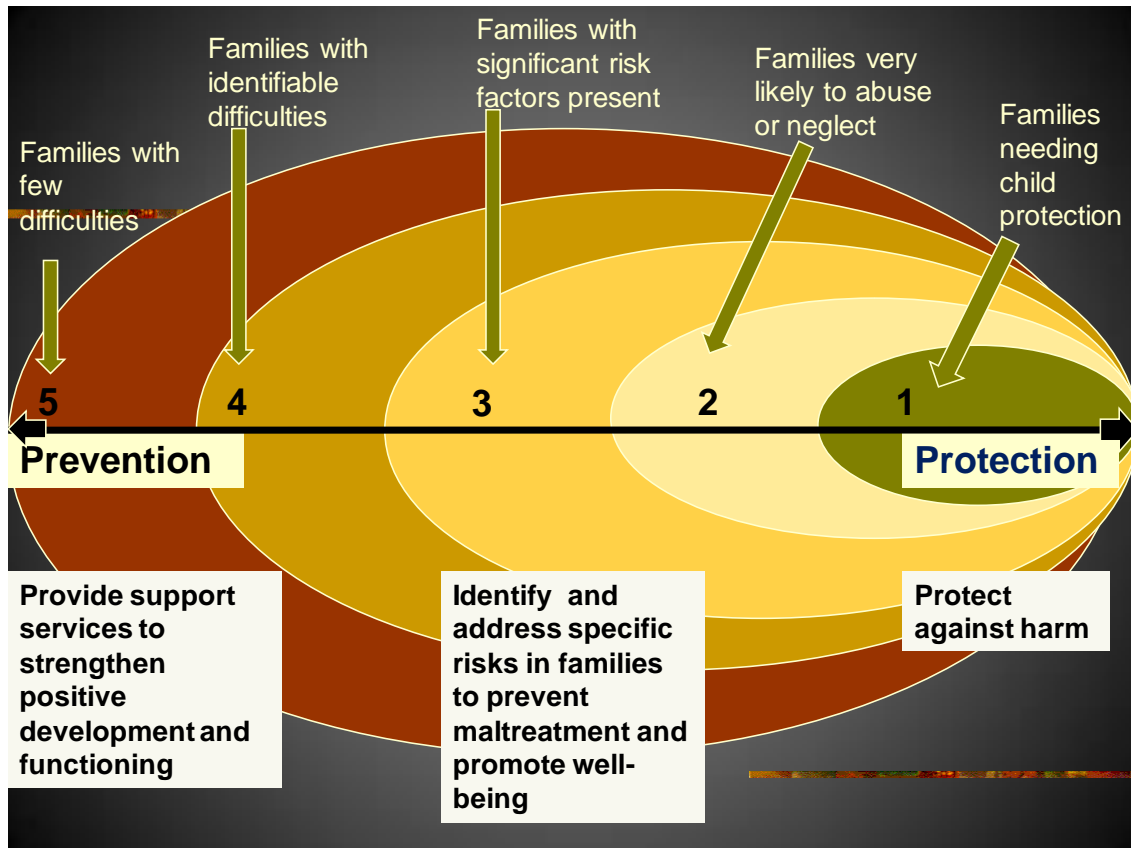 Families with
few
difficulties
Families with
identifiable
difficulties
Families with
significant risk
factors present
Families very
likely to abuse
or neglect
Families
needing
child
protection
5
4
3
2
1
Prevention
Protection
Provide support
services to
strengthen
positive
development and
functioning
Identify and
address specific
risks in families
to prevent
maltreatment and
promote well-
being
Protect
against harm